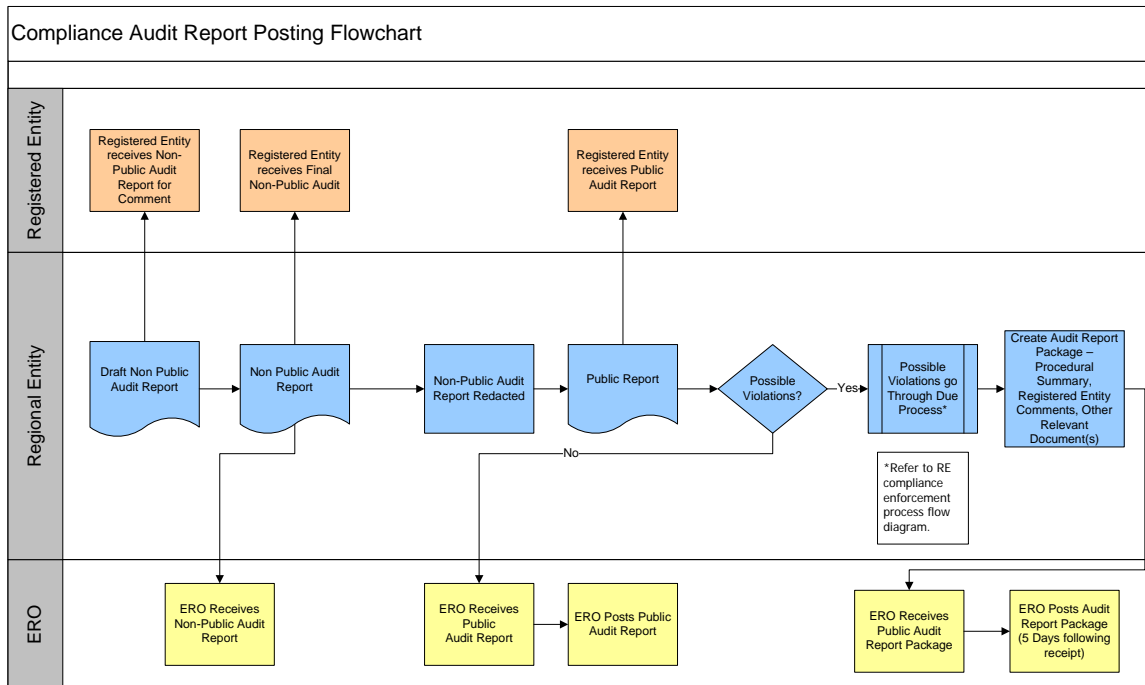 Compliance Audit Report Posting Flowchart
Registered Entity
Registered Entity
receives Non-
Public Audit
Report for
Comment
Registered Entity
receives Final
Non-Public Audit
Registered Entity
receives Public
Audit Report
Regional Entity
Draft Non Public
Audit Report
Non Public Audit
Report
Non-Public Audit
Report Redacted
Public Report
Possible
Violations?
Yes
No
Possible
Violations go
Through Due
Process*
Create Audit Report
Package –
Procedural
Summary,
Registered Entity
Comments, Other
Relevant
Document(s)
*Refer to RE
compliance
enforcement
process flow
diagram.
ERO
ERO Receives
Non-Public Audit
Report
ERO Receives
Public
Audit Report
ERO Posts Public
Audit Report
ERO Receives
Public Audit
Report Package
ERO Posts Audit
Report Package
(5 Days following
receipt)